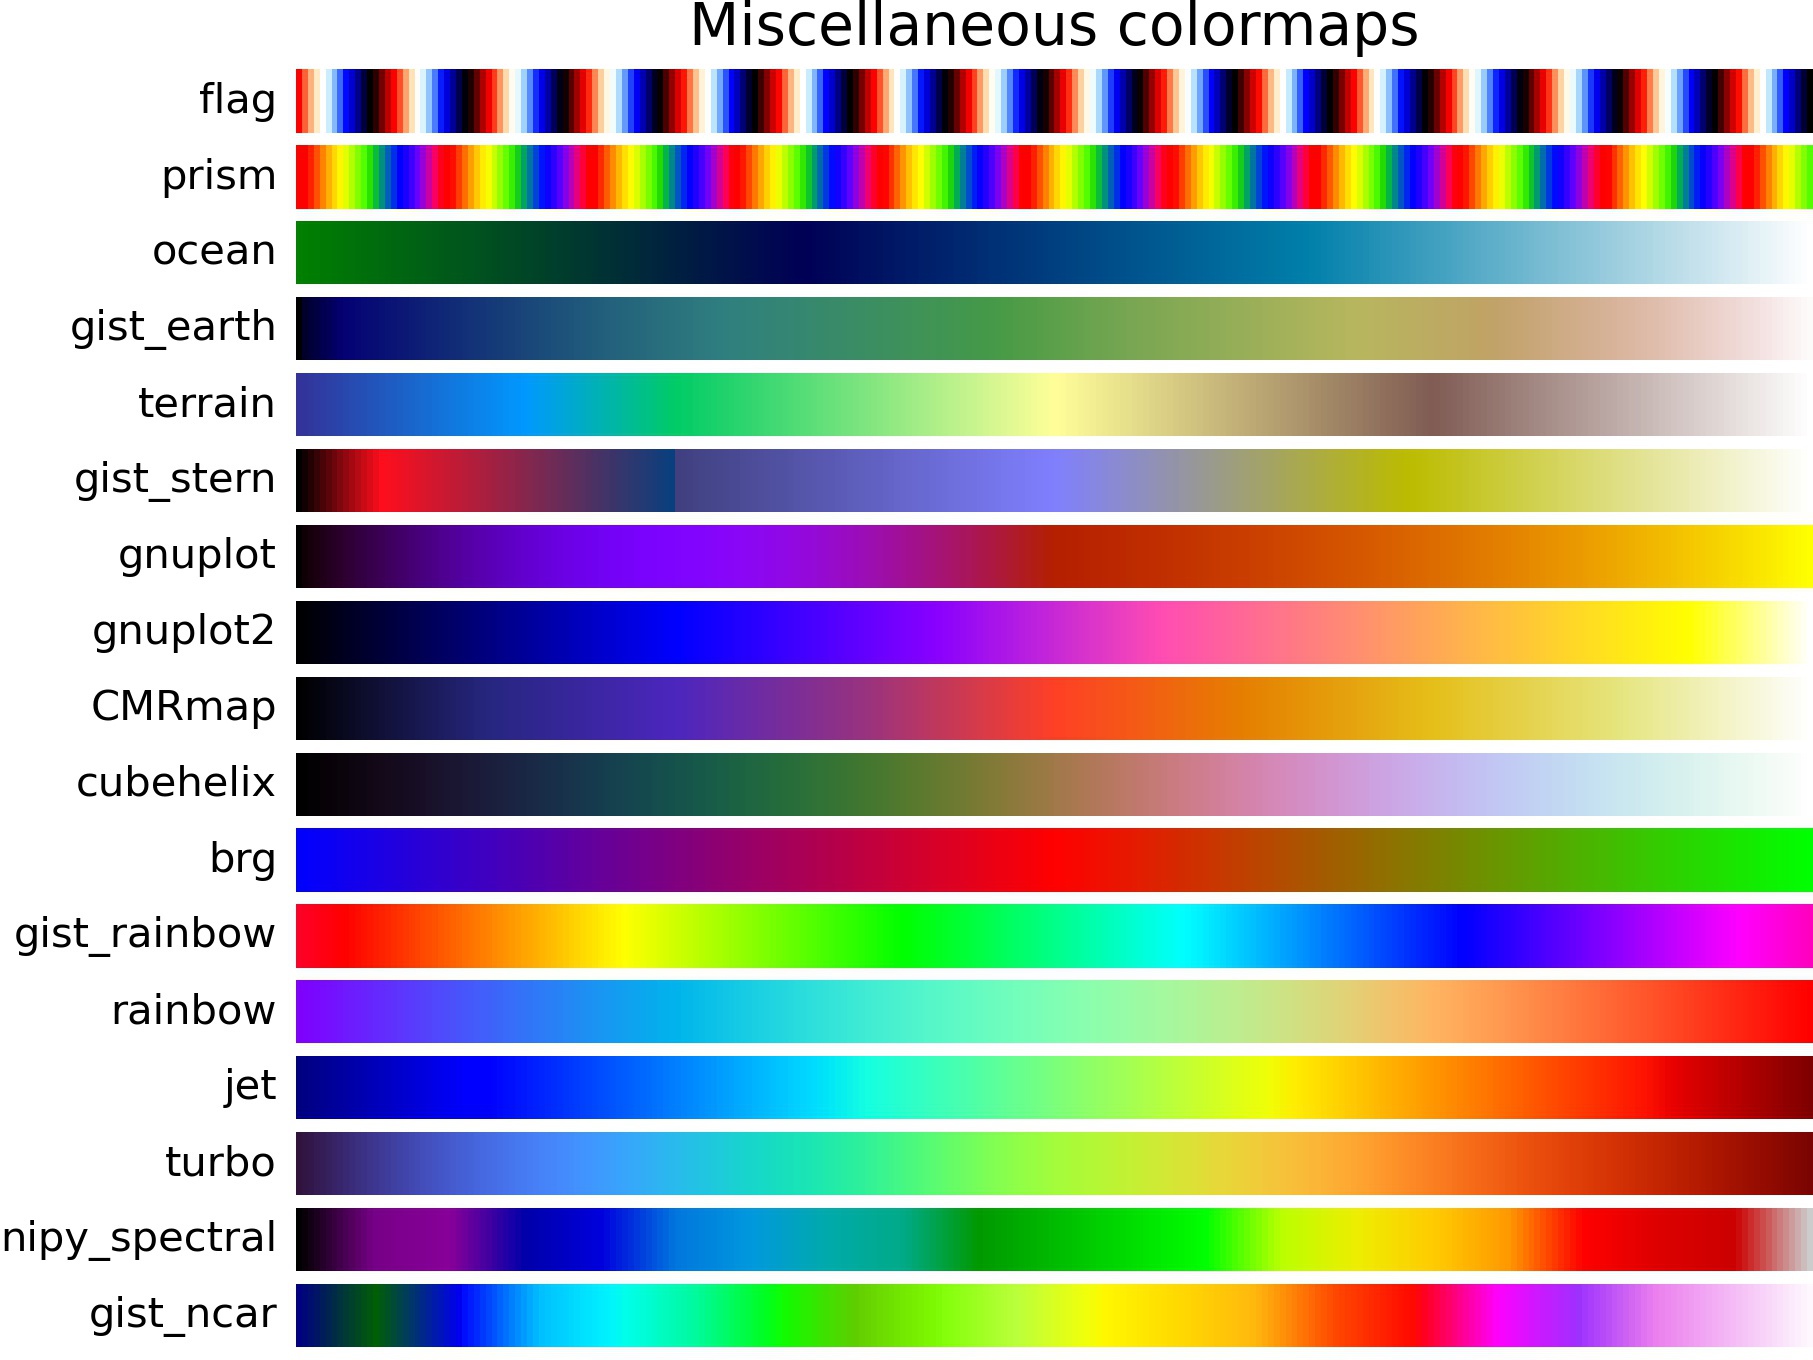 Miscellaneous colormaps
flag
prism
ocean
gist_earth
terrain
gist_stern
gnuplot
gnuplot2
CMRmap
cubehelix
brg
gist_rainbow
rainbow
jet
turbo
nipy_spectral
gist_ncar